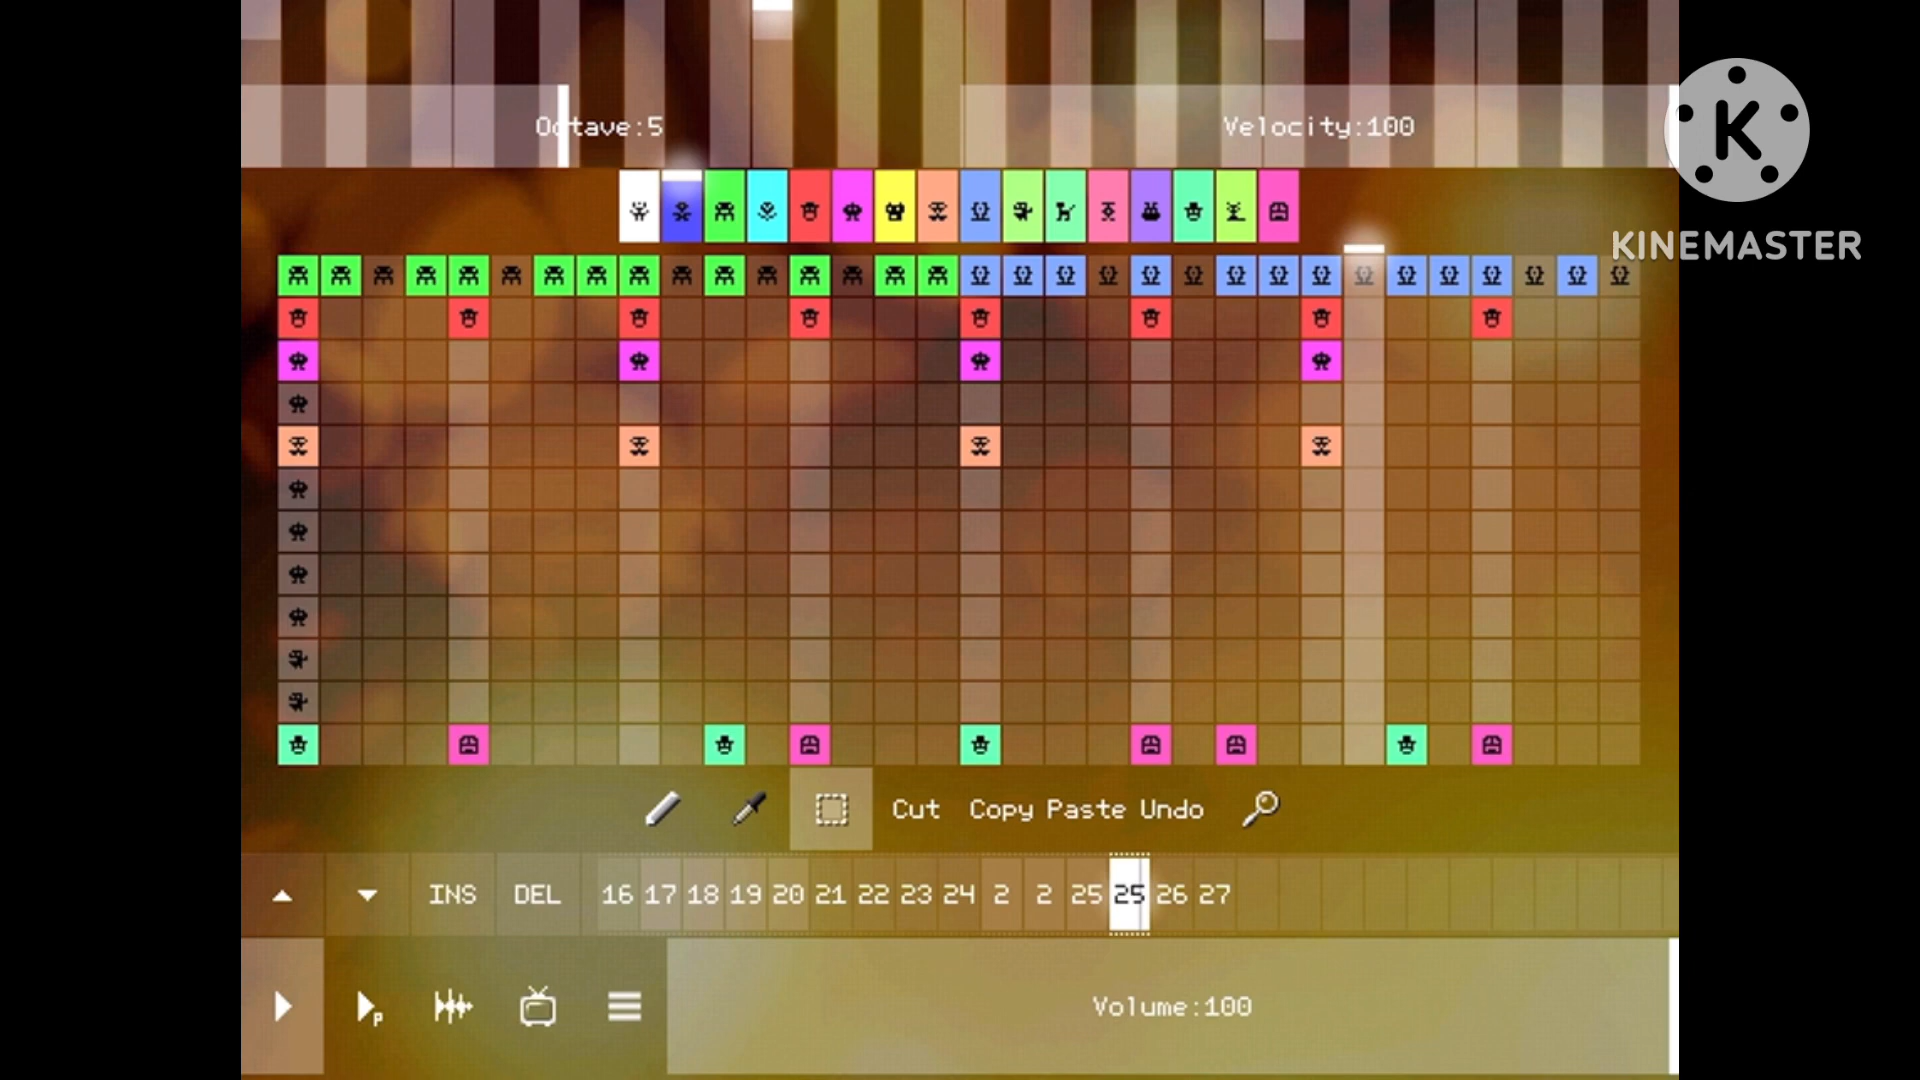 Octave:5
Velocity:100
K
KINEMASTER
Cut Copy Paste Undo
INS DEL 16 17 18 19 20 21 22 23 24 2 2 25 25 26 27
P
Volume:100